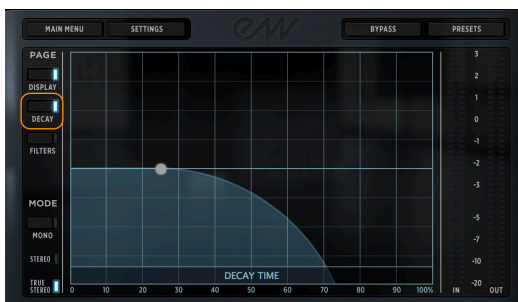 MAIN MENU SETTINGS EW BYPASS PRESETS
PAGE
DISPLAY
DECAY
FILTERS
MODE
MONO
STEREO
TRUE
STEREO
DECAY TIME
0 10 20 30 40 50 60 70 80 90 100%
3
2
1
0
-1
-2
-3
-5
-7
-10
-20
IN OUT